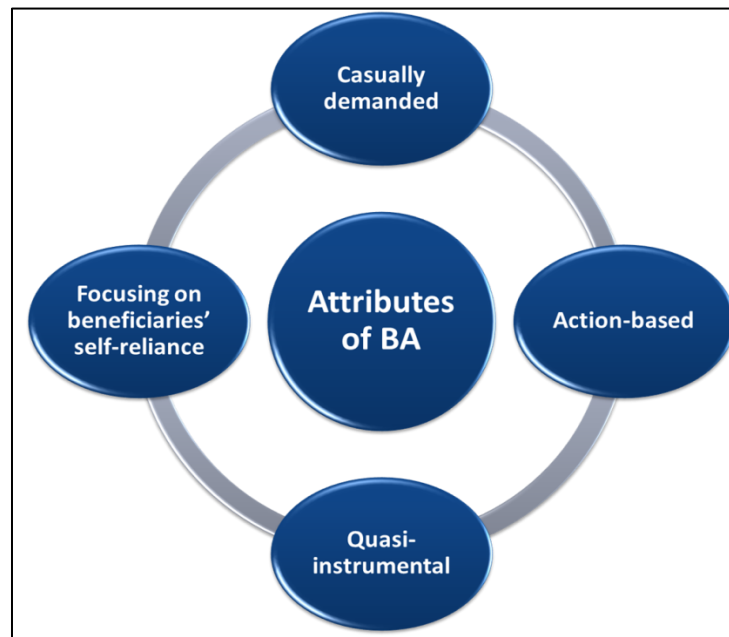 Casually
demanded
Focusing on
beneficiaries'
self-reliance
Attributes
of BA
Action-based
Quasi-
instrumental